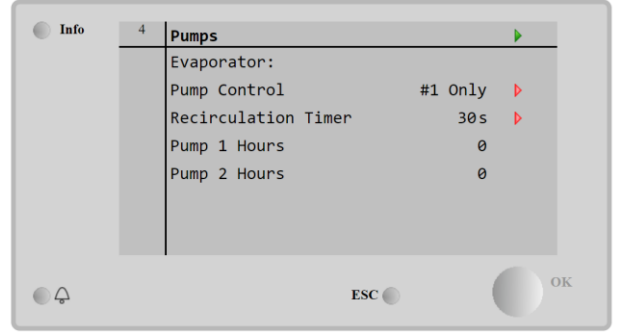 Info
4 Pumps
Evaporator:
Pump Control #1 Only
Recirculation Timer 30s
Pump 1 Hours 0
Pump 2 Hours 0
ESC
OK